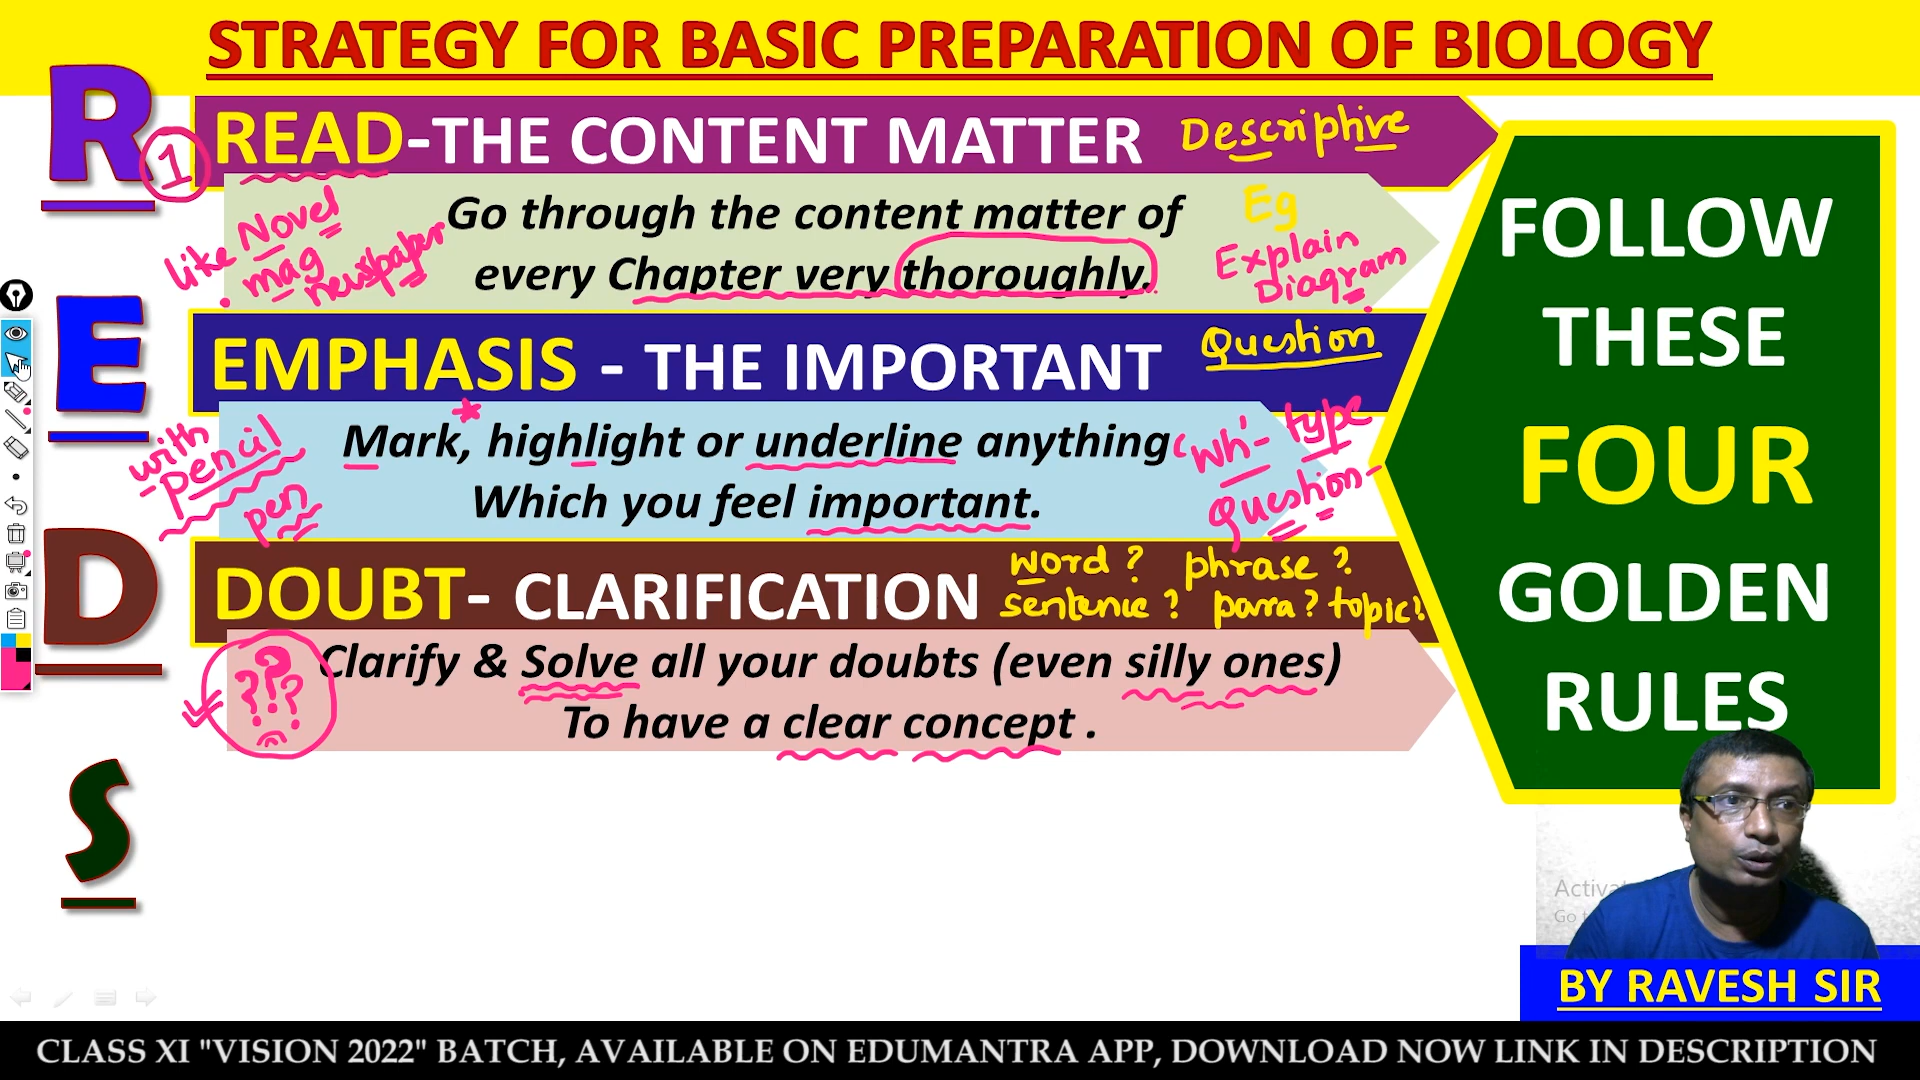 STRATEGY FOR BASIC PREPARATION OF BIOLOGY
R
1
READ-THE CONTENT MATTER
Descriptive
like Novel
mag
newspaper
Go through the content matter of
every Chapter very thoroughly.
Eg
Explain
Diagram
E
EMPHASIS - THE IMPORTANT
Question
with
pencil
pen
Mark, highlight or underline anything
Which you feel important.
Wh'- type
Question-
D
DOUBT- CLARIFICATION
word ? phrase ?
sentence ? para ? topic?
???
Clarify & Solve all your doubts (even silly ones)
To have a clear concept .
S
FOLLOW
THESE
FOUR
GOLDEN
RULES
Go t
BY RAVESH SIR
CLASS XI "VISION 2022" BATCH, AVAILABLE ON EDUMANTRA APP, DOWNLOAD NOW LINK IN DESCRIPTION